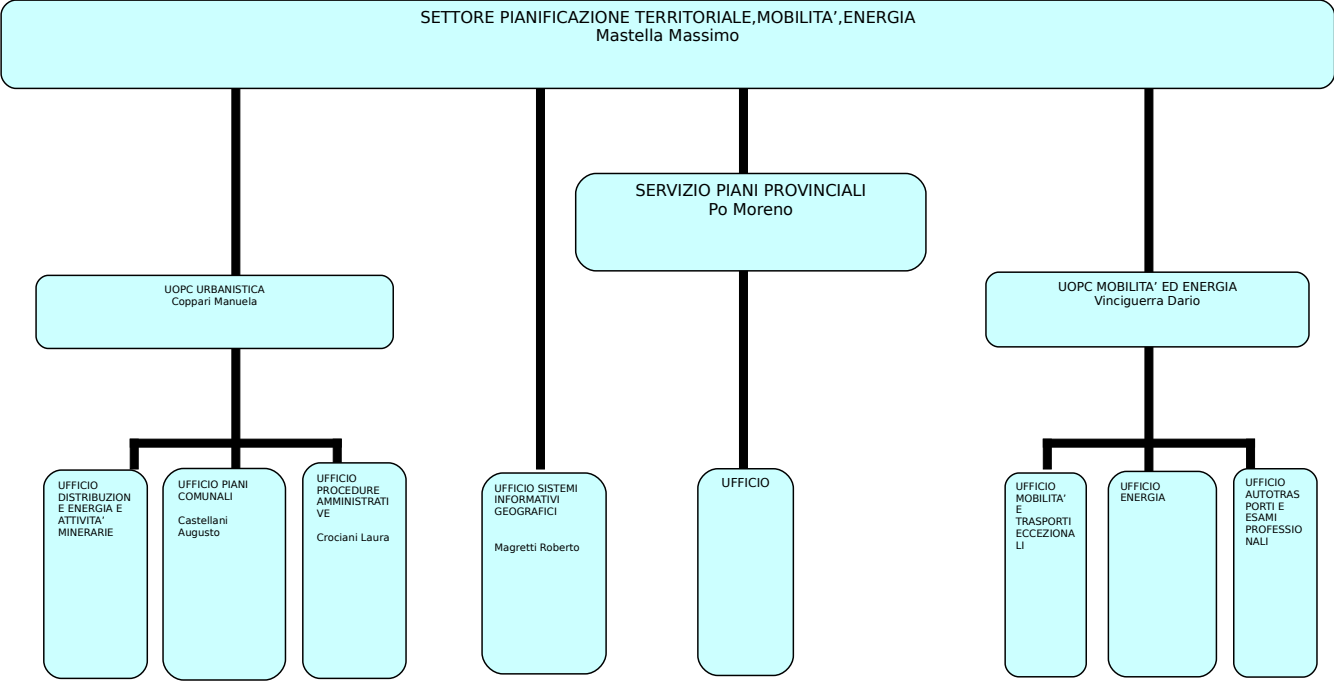 SETTORE PIANIFICAZIONE TERRITORIALE,MOBILITA’,ENERGIA
Mastella Massimo
SERVIZIO PIANI PROVINCIALI
Po Moreno
UOPC URBANISTICA
Coppari Manuela
UOPC MOBILITA’ ED ENERGIA
Vinciguerra Dario
UFFICIO
DISTRIBUZION
E ENERGIA E
ATTIVITA’
MINERARIE
UFFICIO PIANI
COMUNALI
Castellani
Augusto
UFFICIO
PROCEDURE
AMMINISTRATI
VE
Crociani Laura
UFFICIO SISTEMI
INFORMATIVI
GEOGRAFICI
Magretti Roberto
UFFICIO
UFFICIO
MOBILITA’
E
TRASPORTI
ECCEZIONA
LI
UFFICIO
ENERGIA
UFFICIO
AUTOTRAS
PORTI E
ESAMI
PROFESSIO
NALI